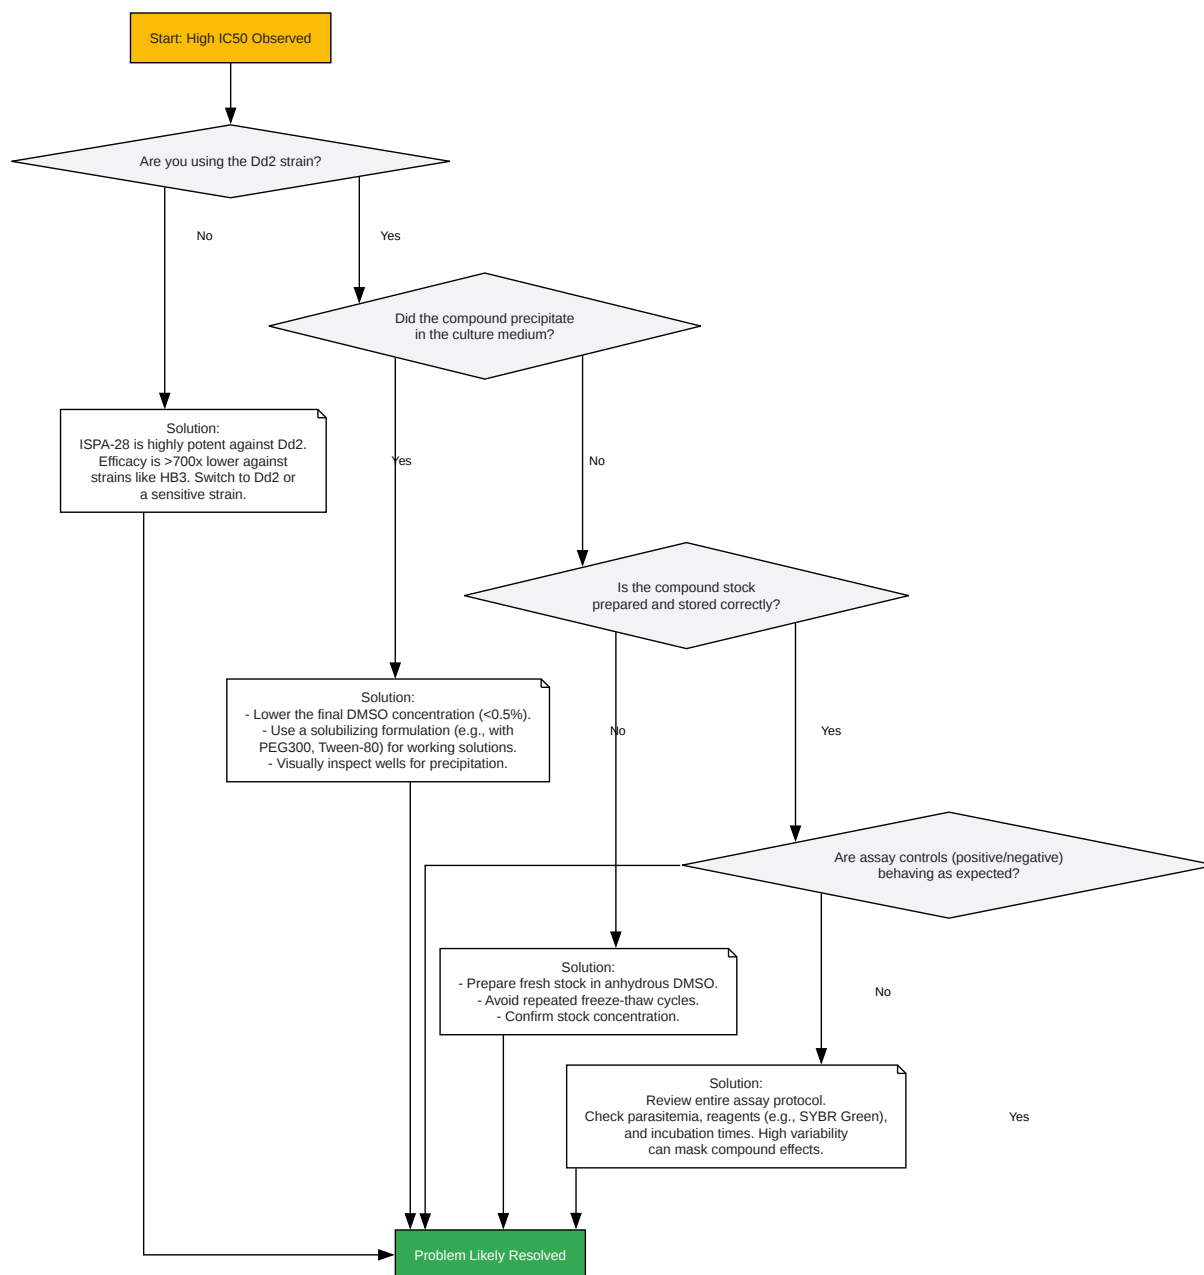 Start: High IC50 Observed
Are you using the Dd2 strain?
No
Yes
Did the compound precipitate
in the culture medium?
Solution:
ISPA-28 is highly potent against Dd2.
Efficacy is >700x lower against
strains like HB3. Switch to Dd2 or
a sensitive strain.
Yes
No
Is the compound stock
prepared and stored correctly?
Solution:
- Lower the final DMSO concentration (<0.5%).
- Use a solubilizing formulation (e.g., with
PEG300, Tween-80) for working solutions.
- Visually inspect wells for precipitation.
No
Yes
Are assay controls (positive/negative)
behaving as expected?
Solution:
- Prepare fresh stock in anhydrous DMSO.
- Avoid repeated freeze-thaw cycles.
- Confirm stock concentration.
No
Solution:
Review entire assay protocol.
Check parasitemia, reagents (e.g., SYBR Green),
and incubation times. High variability
can mask compound effects.
Yes
Problem Likely Resolved